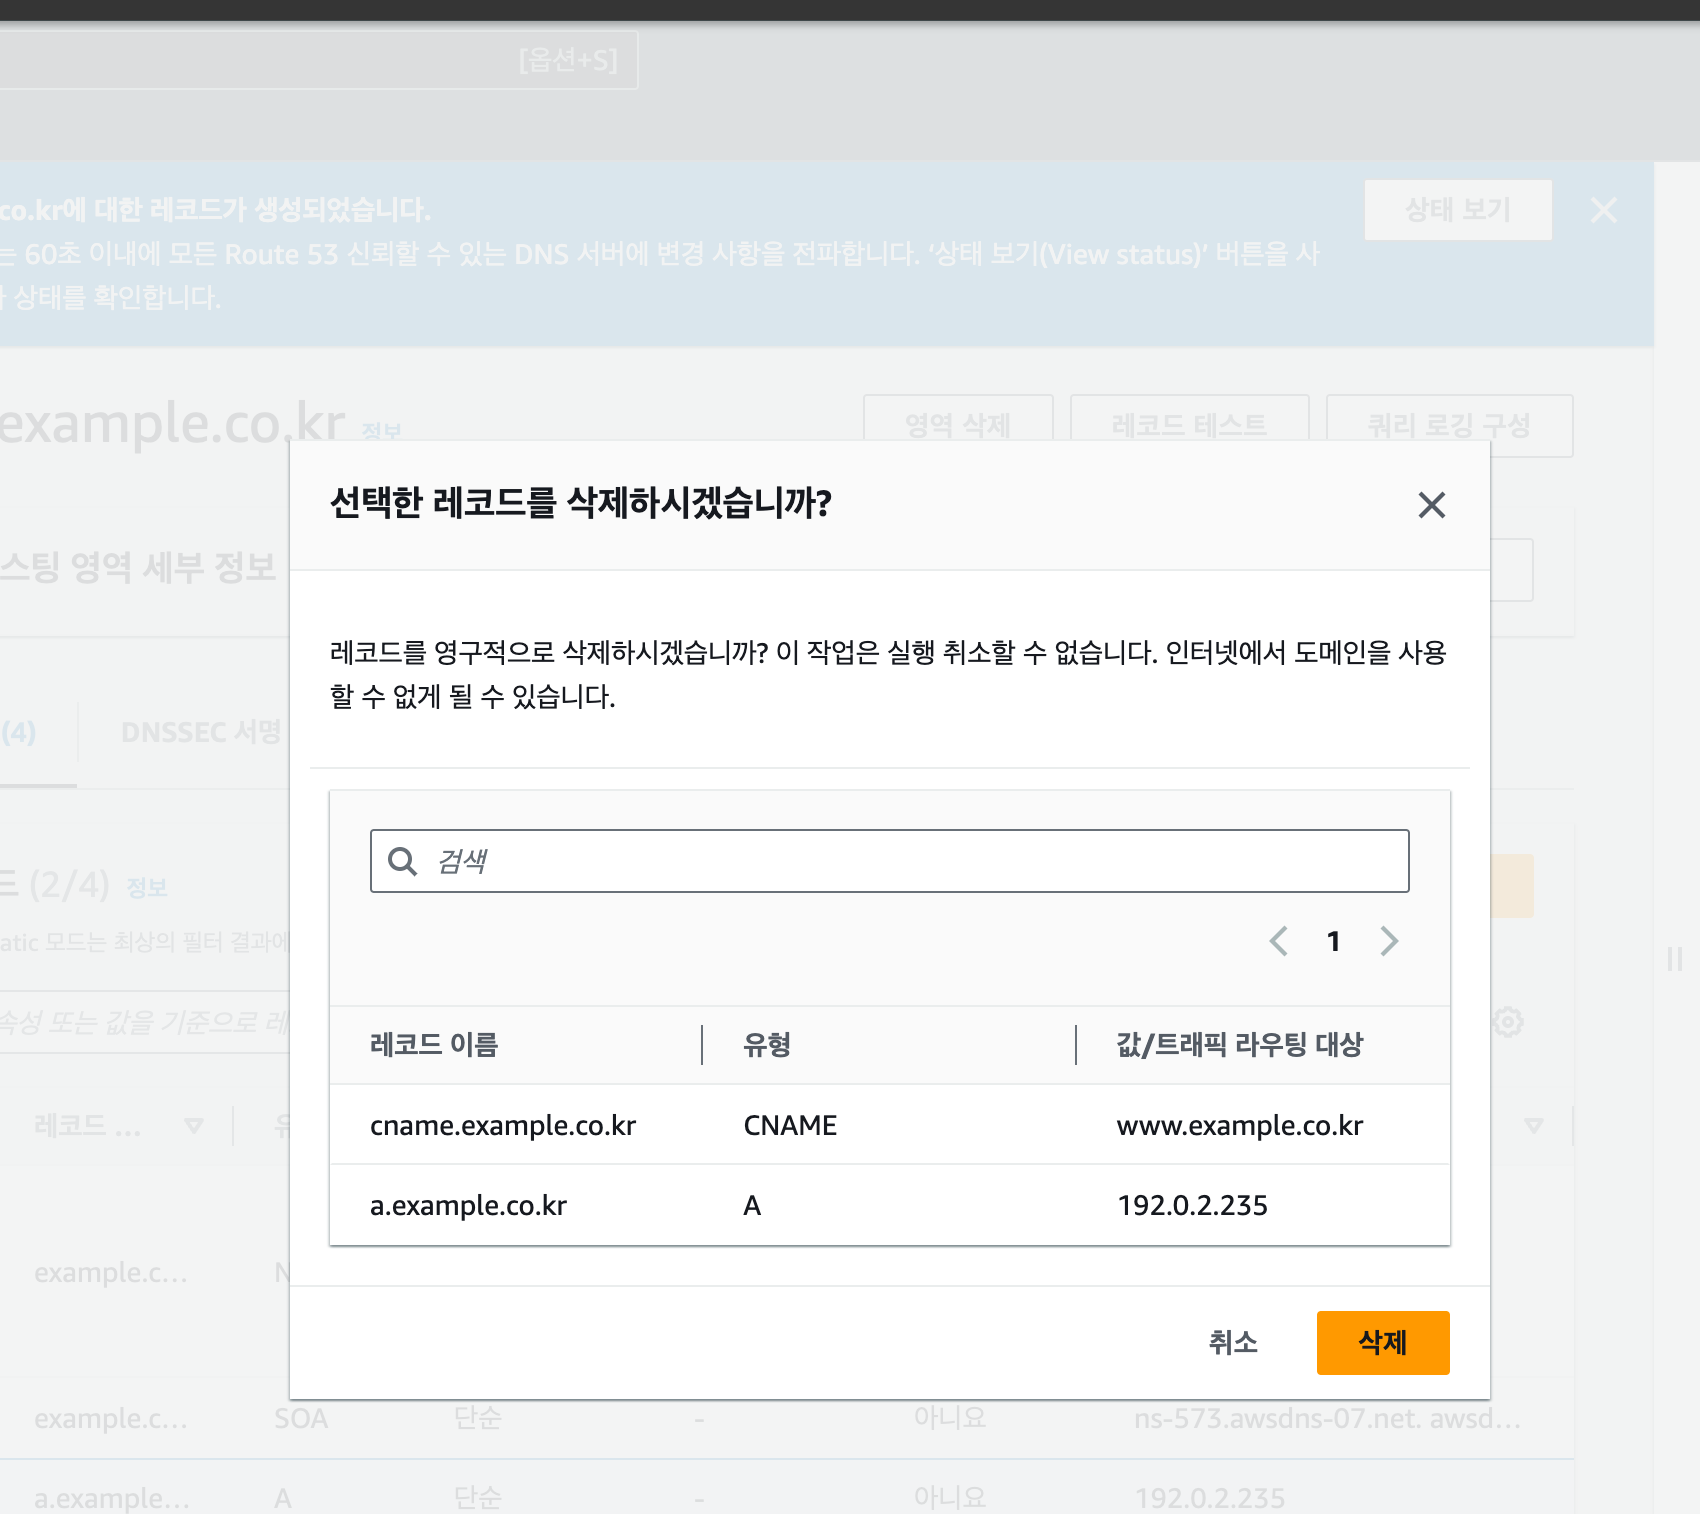 [옵션+S]
co.kr에 대한 레코드가 생성되었습니다.
상태 보기
는 60초 이내에 모든 Route 53 신뢰할 수 있는 DNS 서버에 변경 사항을 전파합니다. ‘상태 보기(View status)’ 버튼을 사
상태를 확인합니다.
example.co.kr 정보
영역 삭제
레코드 테스트
쿼리 로깅 구성
선택한 레코드를 삭제하시겠습니까?
스팅 영역 세부 정보
레코드를 영구적으로 삭제하시겠습니까? 이 작업은 실행 취소할 수 없습니다. 인터넷에서 도메인을 사용
할 수 없게 될 수 있습니다.
(4)
DNSSEC 서명
검색
드 (2/4) 정보
atic 모드는 최상의 필터 결과에
1
속성 또는 값을 기준으로 레
레코드 이름
유형
값/트래픽 라우팅 대상
레코드 ...
유
cname.example.co.kr
CNAME
www.example.co.kr
a.example.co.kr
A
192.0.2.235
example.c...
N
취소
삭제
example.c...
SOA
단순
-
아니요
ns-573.awsdns-07.net. awsd...
a.example...
A
단순
-
아니요
192.0.2.235